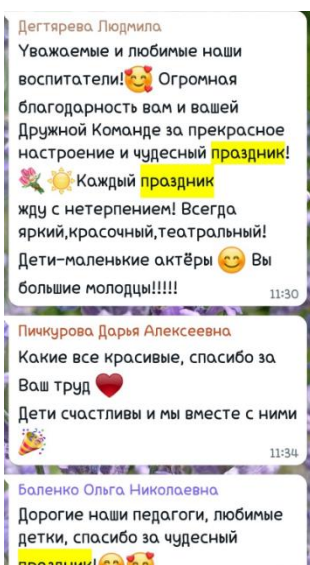 Дегтярева Людмила
Уважаемые и любимые наши
воспитатели!🥰 Огромная
благодарность вам и вашей
Дружной Команде за прекрасное
настроение и чудесный праздник!
🌷🌞Каждый праздник
жду с нетерпением! Всегда
яркий,красочный,театральный!
Дети-маленькие актёры 😊 Вы
большие молодцы!!!!!
11:30
Пичкурова Дарья Алексеевна
Какие все красивые, спасибо за
Ваш труд ❤️
Дети счастливы и мы вместе с ними
🎉
11:34
Баленко Ольга Николаевна
Дорогие наши педагоги, любимые
детки, спасибо за чудесный
праздник!😊🥰